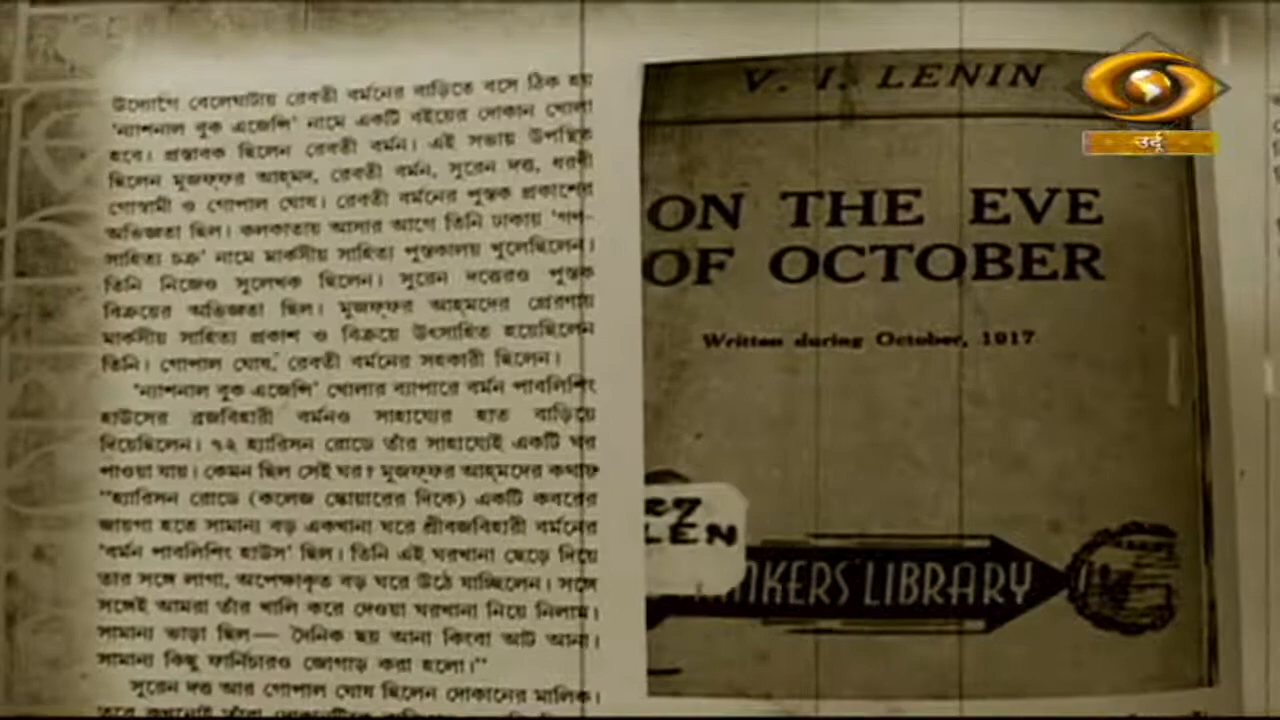 উদ্যোগে বেলেঘাটায় রেবতী বর্মনের বাড়িতে বসে ঠিক হয়
'ন্যাশনাল বুক এজেন্সি' নামে একটি বইয়ের দোকান খোলা
হবে। প্রস্তাবক ছিলেন রেবতী বর্মন। এই সভায় উপস্থিত
ছিলেন মুজফ্ফর আহ্মদ, রেবতী বর্মন, সুরেন দত্ত, ধরণী
গোস্বামী ও গোপাল ঘোষ। রেবতী বর্মনের পুস্তক প্রকাশের
অভিজ্ঞতা ছিল। কলকাতায় আসার আগে তিনি ঢাকায় 'গণ-
সাহিত্য চক্র' নামে মার্কসীয় সাহিত্য পুস্তকালয় খুলেছিলেন।
তিনি নিজেও সুলেখক ছিলেন। সুরেন দত্তেরও পুস্তক
বিক্রয়ের অভিজ্ঞতা ছিল। মুজফ্ফর আহ্মদের প্রেরণায়
মার্কসীয় সাহিত্য প্রকাশ ও বিক্রয়ে উৎসাহিত হয়েছিলেন
তিনি। গোপাল ঘোষ, রেবতী বর্মনের সহকারী ছিলেন।
'ন্যাশনাল বুক এজেন্সি' খোলার ব্যাপারে বর্মন পাবলিশিং
হাউসের ব্রজবিহারী বর্মনও সাহায্যের হাত বাড়িয়ে
দিয়েছিলেন। ৭২ হ্যারিসন রোডে তাঁর সাহায্যেই একটি ঘর
পাওয়া যায়। কেমন ছিল সেই ঘর? মুজফ্ফর আহ্মদের কথায়
"হ্যারিসন রোডে (কলেজ স্কোয়ারের দিকে) একটি কবরের
জায়গা হতে সামান্য বড় একখানা ঘরে শ্রীব্রজবিহারী বর্মনের
'বর্মন পাবলিশিং হাউস' ছিল। তিনি এই ঘরখানা ছেড়ে দিয়ে
তার সঙ্গে লাগা, অপেক্ষাকৃত বড় ঘরে উঠে যাচ্ছিলেন। সঙ্গে
সঙ্গেই আমরা তাঁর খালি করে দেওয়া ঘরখানা নিয়ে নিলাম।
সামান্য ভাড়া ছিল— দৈনিক ছয় আনা কিংবা আট আনা।
সামান্য কিছু ফার্নিচারও জোগাড় করা হলো।"
সুরেন দত্ত আর গোপাল ঘোষ ছিলেন দোকানের মালিক।
V. I. LENIN
ON THE EVE
OF OCTOBER
Written during October, 1917
LEN
LIBRARY
उर्दू